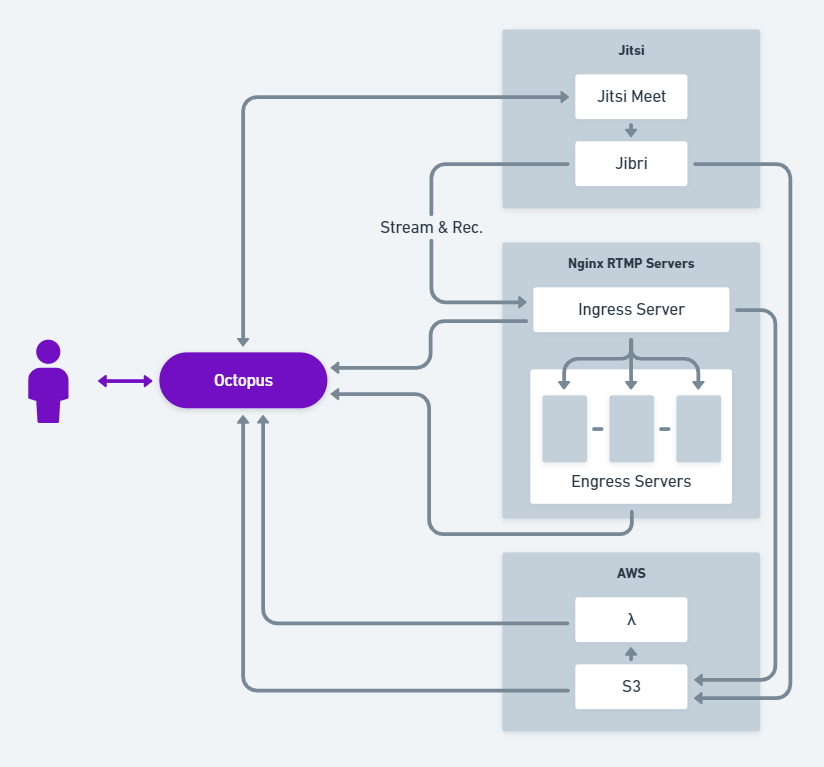 Jitsi
Jitsi Meet
Jibri
Stream & Rec.
Nginx RTMP Servers
Ingress Server
Octopus
Engress Servers
AWS
λ
S3